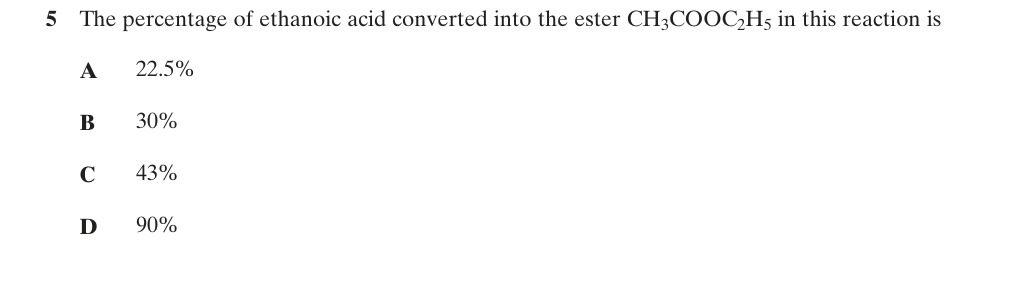 5 The percentage of ethanoic acid converted into the ester CH₃COOC₂H₅ in this reaction is
A 22.5%
B 30%
C 43%
D 90%